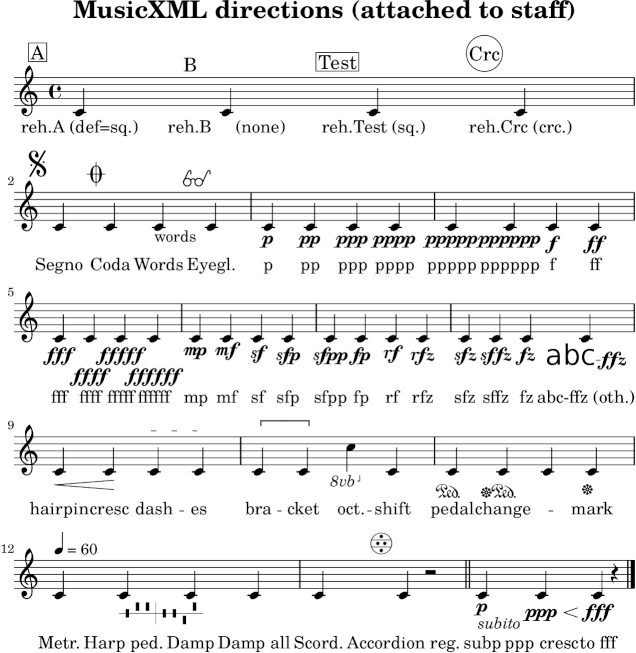 MusicXML directions (attached to staff)
A B Test Crc
reh.A (def=sq.) reh.B (none) reh.Test (sq.) reh.Crc (crc.)
2
words p pp ppp pppp ppppp pppppp f ff
Segno Coda Words Eyegl. p pp ppp pppp ppppp pppppp f ff
5
fff ffff fffff ffffff mp mf sf sfp sfpp fp rf rfz sfz sffz fz abc-ffz
fff ffff fffff ffffff mp mf sf sfp sfpp fp rf rfz sfz sffz fz abc-ffz (oth.)
9
8vb Ped. Ped.
hairpincresc dash - es bra - cket oct. - shift pedalchange - mark
12
= 60
p subito ppp < fff
Metr. Harp ped. Damp Damp all Scord. Accordion reg. subp ppp crescto fff